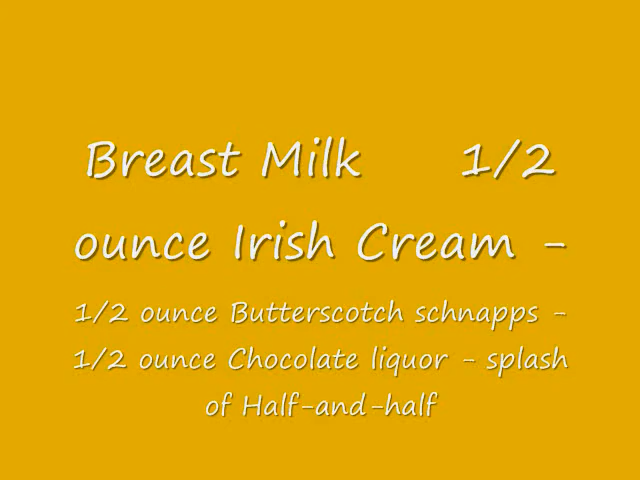 Breast Milk 1/2
ounce Irish Cream -
1/2 ounce Butterscotch schnapps -
1/2 ounce Chocolate liquor - splash
of Half-and-half